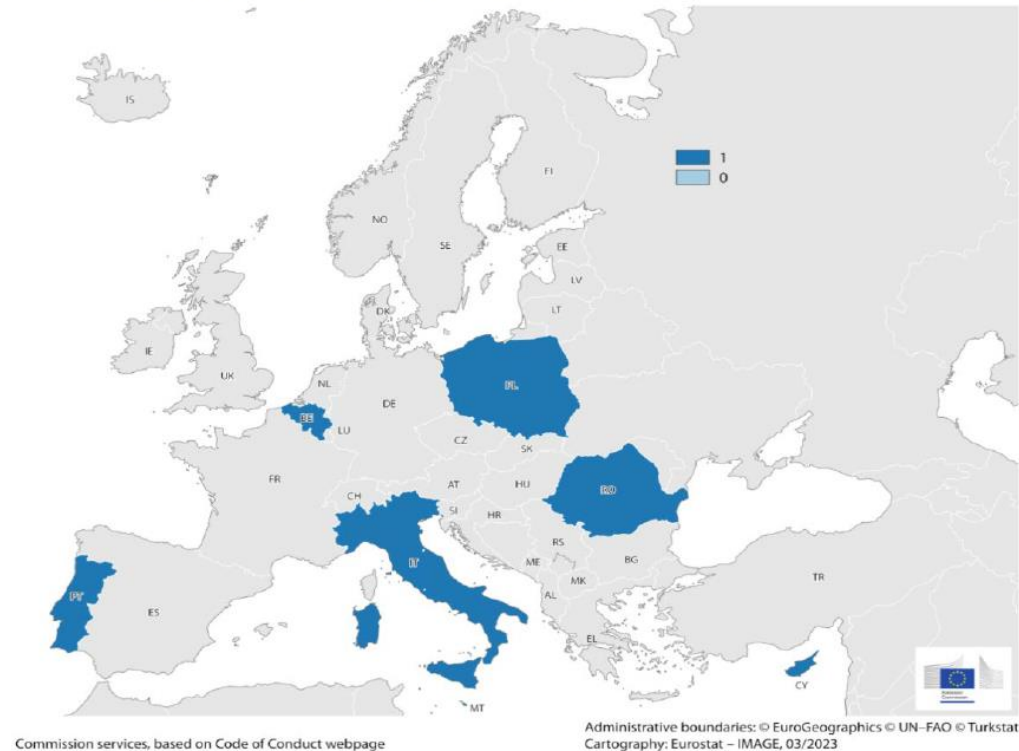 IS
FI
NO
SE
EE
LV
LT
DK
IE
UK
NL
DE
PL
BE
LU
CZ
SK
FR
CH
AT
HU
RO
SI
HR
IT
RS
BG
ME
MK
AL
TR
PT
ES
EL
CY
MT
1
0
Commission services, based on Code of Conduct webpage
Administrative boundaries: © EuroGeographics © UN–FAO © Turkstat
Cartography: Eurostat – IMAGE, 03/2023